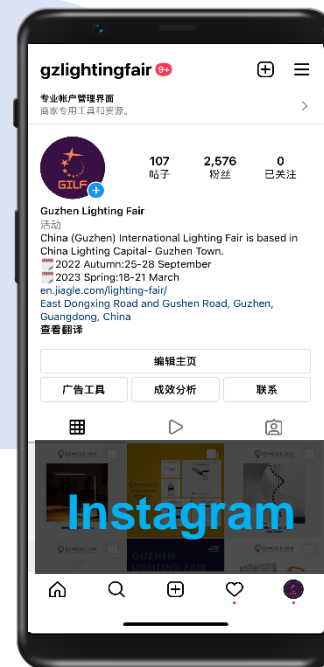 gzlightingfair 9+
专业帐户管理界面
商家专用工具和资源。
GILF
107 2,576 0
帖子 粉丝 已关注
Guzhen Lighting Fair
活动
China (Guzhen) International Lighting Fair is based in
China Lighting Capital- Guzhen Town.
2022 Autumn:25-28 September
2023 Spring:18-21 March
en.jiagle.com/lighting-fair/
East Dongxing Road and Gushen Road, Guzhen,
Guangdong, China
查看翻译
编辑主页
广告工具 成效分析 联系
Instagram
GUZHEN
LIGHTING FAIR